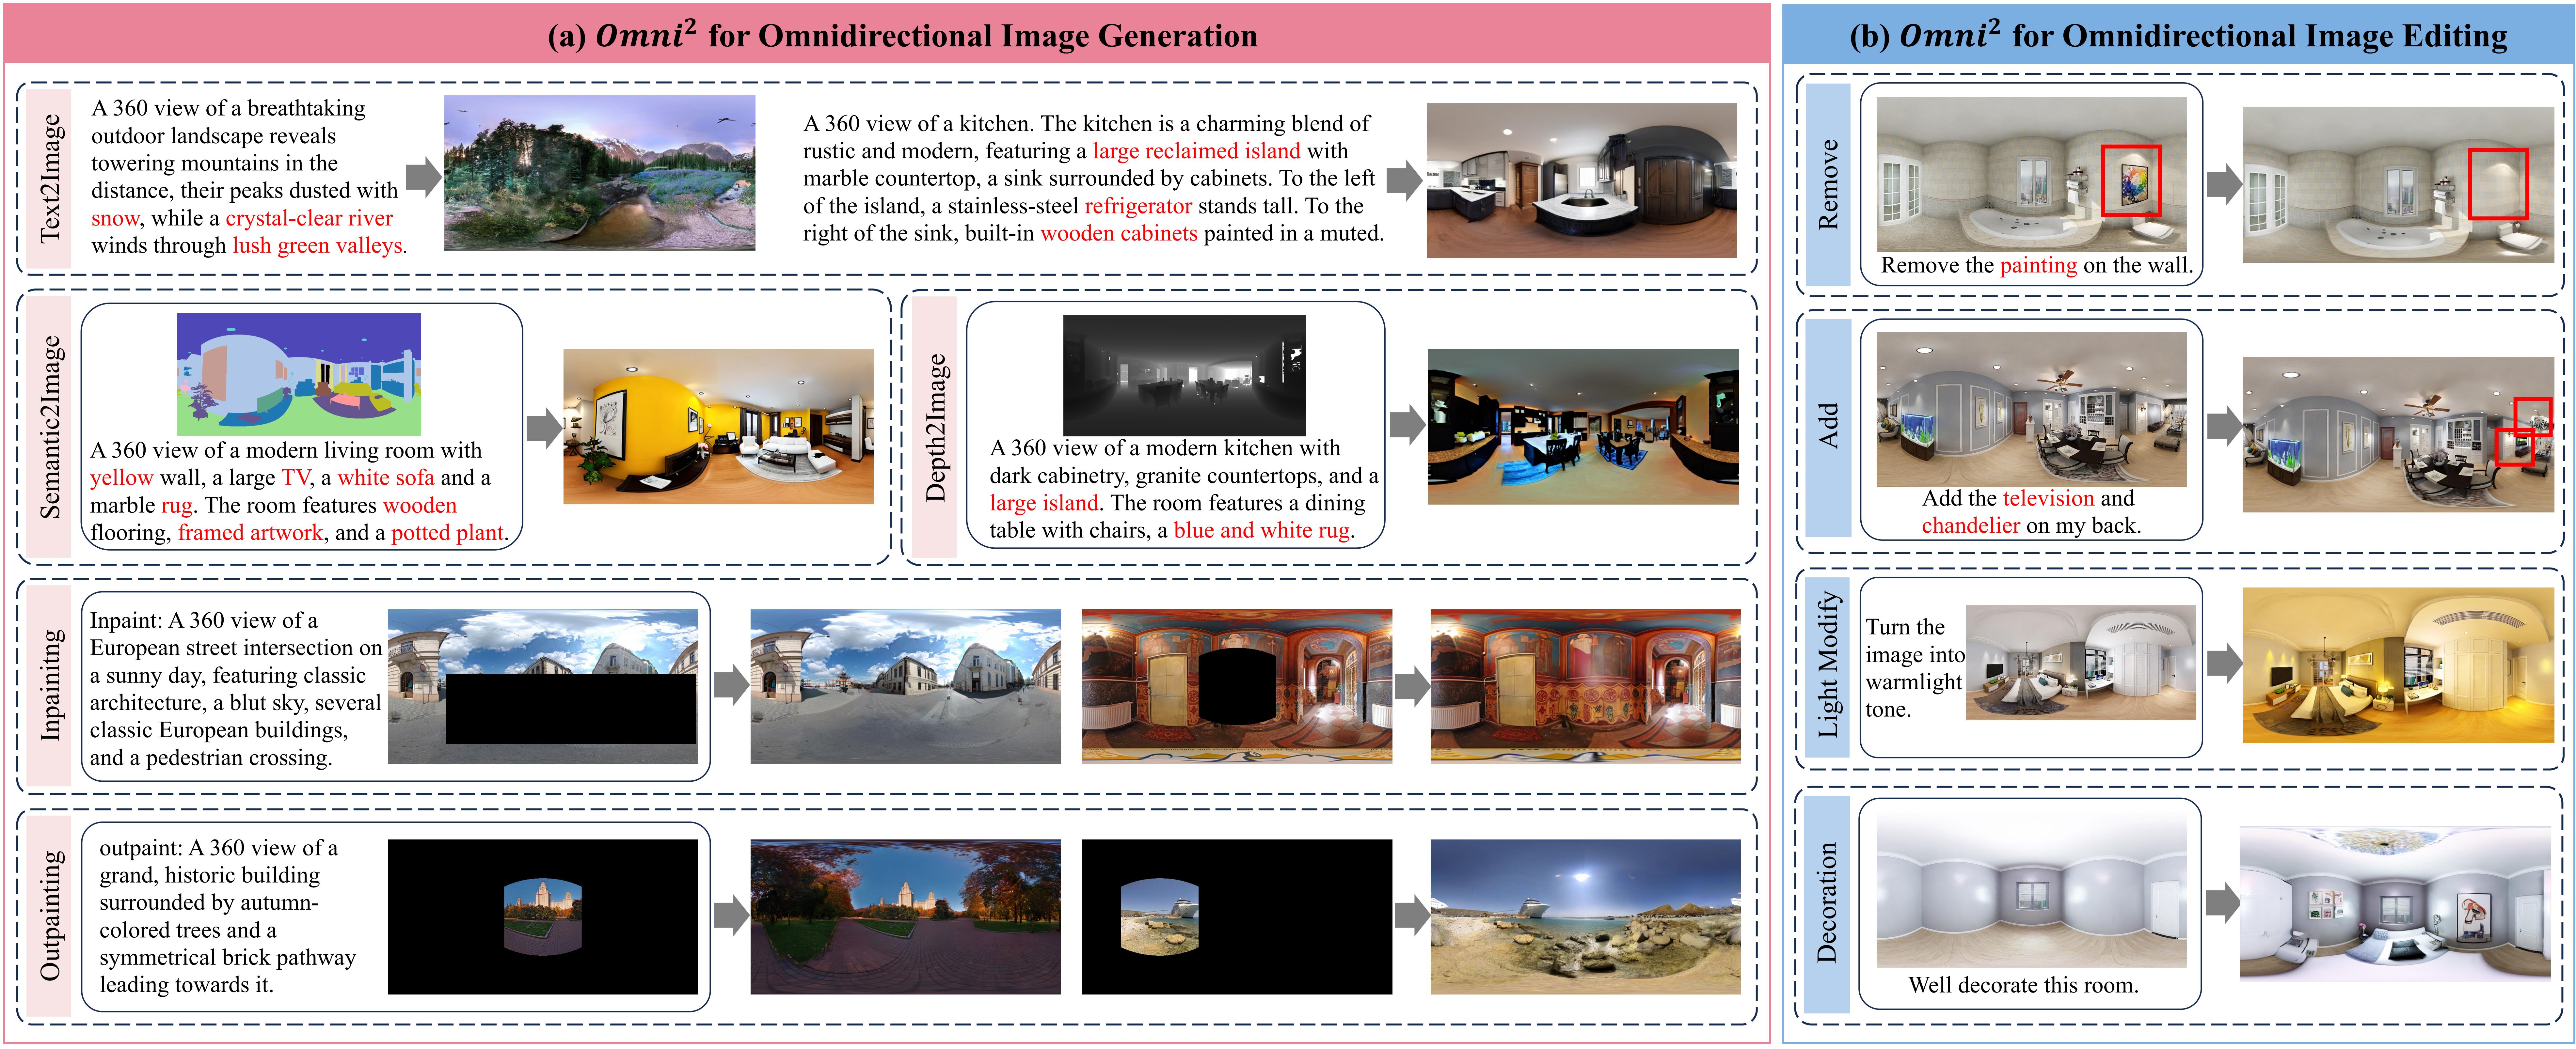 (a) Omni² for Omnidirectional Image Generation
Text2Image
A 360 view of a breathtaking
outdoor landscape reveals
towering mountains in the
distance, their peaks dusted with
snow, while a crystal-clear river
winds through lush green valleys.
A 360 view of a kitchen. The kitchen is a charming blend of
rustic and modern, featuring a large reclaimed island with
marble countertop, a sink surrounded by cabinets. To the left
of the island, a stainless-steel refrigerator stands tall. To the
right of the sink, built-in wooden cabinets painted in a muted.
Semantic2Image
A 360 view of a modern living room with
yellow wall, a large TV, a white sofa and a
marble rug. The room features wooden
flooring, framed artwork, and a potted plant.
Depth2Image
A 360 view of a modern kitchen with
dark cabinetry, granite countertops, and a
large island. The room features a dining
table with chairs, a blue and white rug.
Inpainitng
Inpaint: A 360 view of a
European street intersection on
a sunny day, featuring classic
architecture, a blut sky, several
classic European buildings,
and a pedestrian crossing.
Outpainting
outpaint: A 360 view of a
grand, historic building
surrounded by autumn-
colored trees and a
symmetrical brick pathway
leading towards it.
(b) Omni² for Omnidirectional Image Editing
Remove
Remove the painting on the wall.
Add
Add the television and
chandelier on my back.
Light Modify
Turn the
image into
warmlight
tone.
Decoration
Well decorate this room.